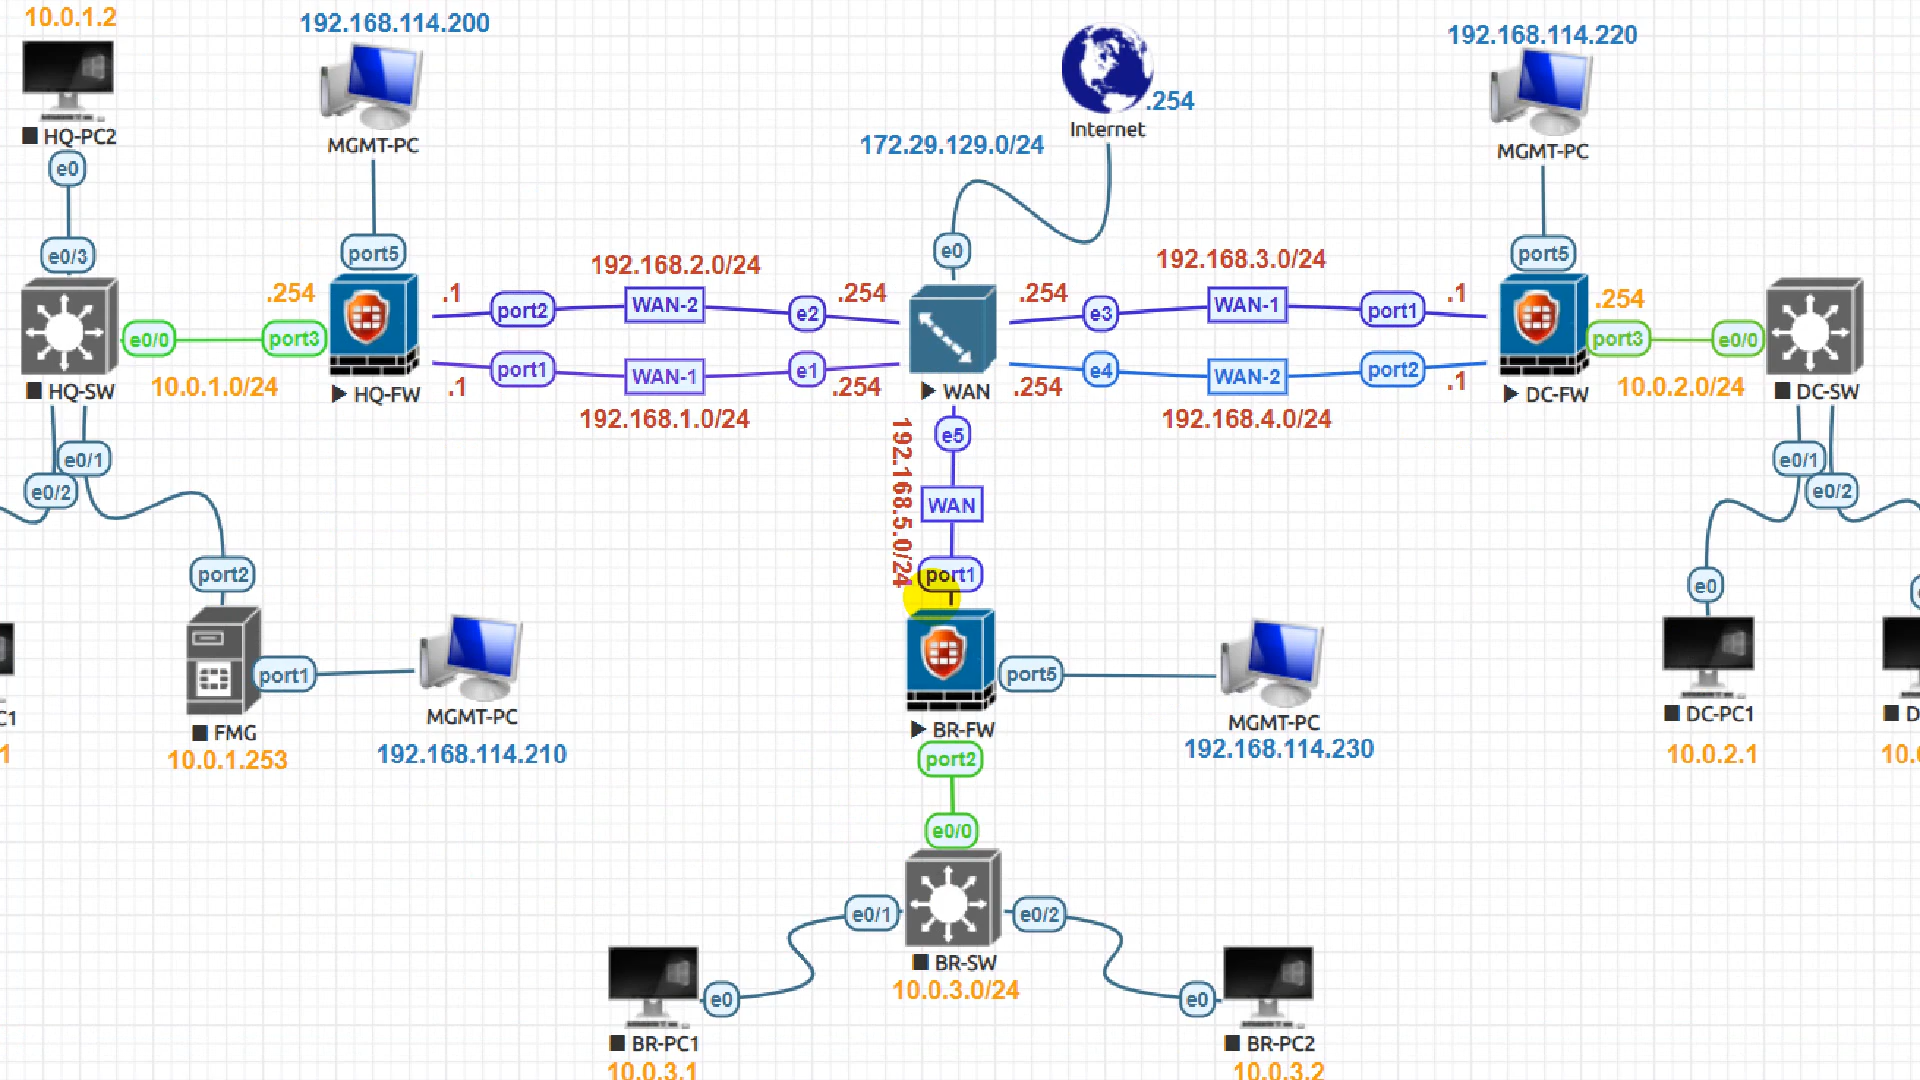 10.0.1.2
192.168.114.200
192.168.114.220
.254
Internet
172.29.129.0/24
HQ-PC2
MGMT-PC
MGMT-PC
e0
e0/3
port5
e0
port5
192.168.2.0/24
192.168.3.0/24
.254
.1
port2
WAN-2
e2
.254
.254
e3
WAN-1
port1
.1
.254
e0/0
port3
port3
e0/0
port1
WAN-1
e1
e4
WAN-2
port2
HQ-SW
10.0.1.0/24
HQ-FW
.1
.254
WAN
.254
.1
DC-FW
10.0.2.0/24
DC-SW
192.168.1.0/24
192.168.4.0/24
e5
192.168.5.0/24
e0/1
e0/2
e0/1
e0/2
WAN
port2
port1
e0
port1
port5
C1
FMG
MGMT-PC
BR-FW
MGMT-PC
DC-PC1
D
1
10.0.1.253
192.168.114.210
192.168.114.230
10.0.2.1
10.0
port2
e0/0
e0/1
e0/2
BR-SW
10.0.3.0/24
e0
e0
BR-PC1
BR-PC2
10.0.3.1
10.0.3.2